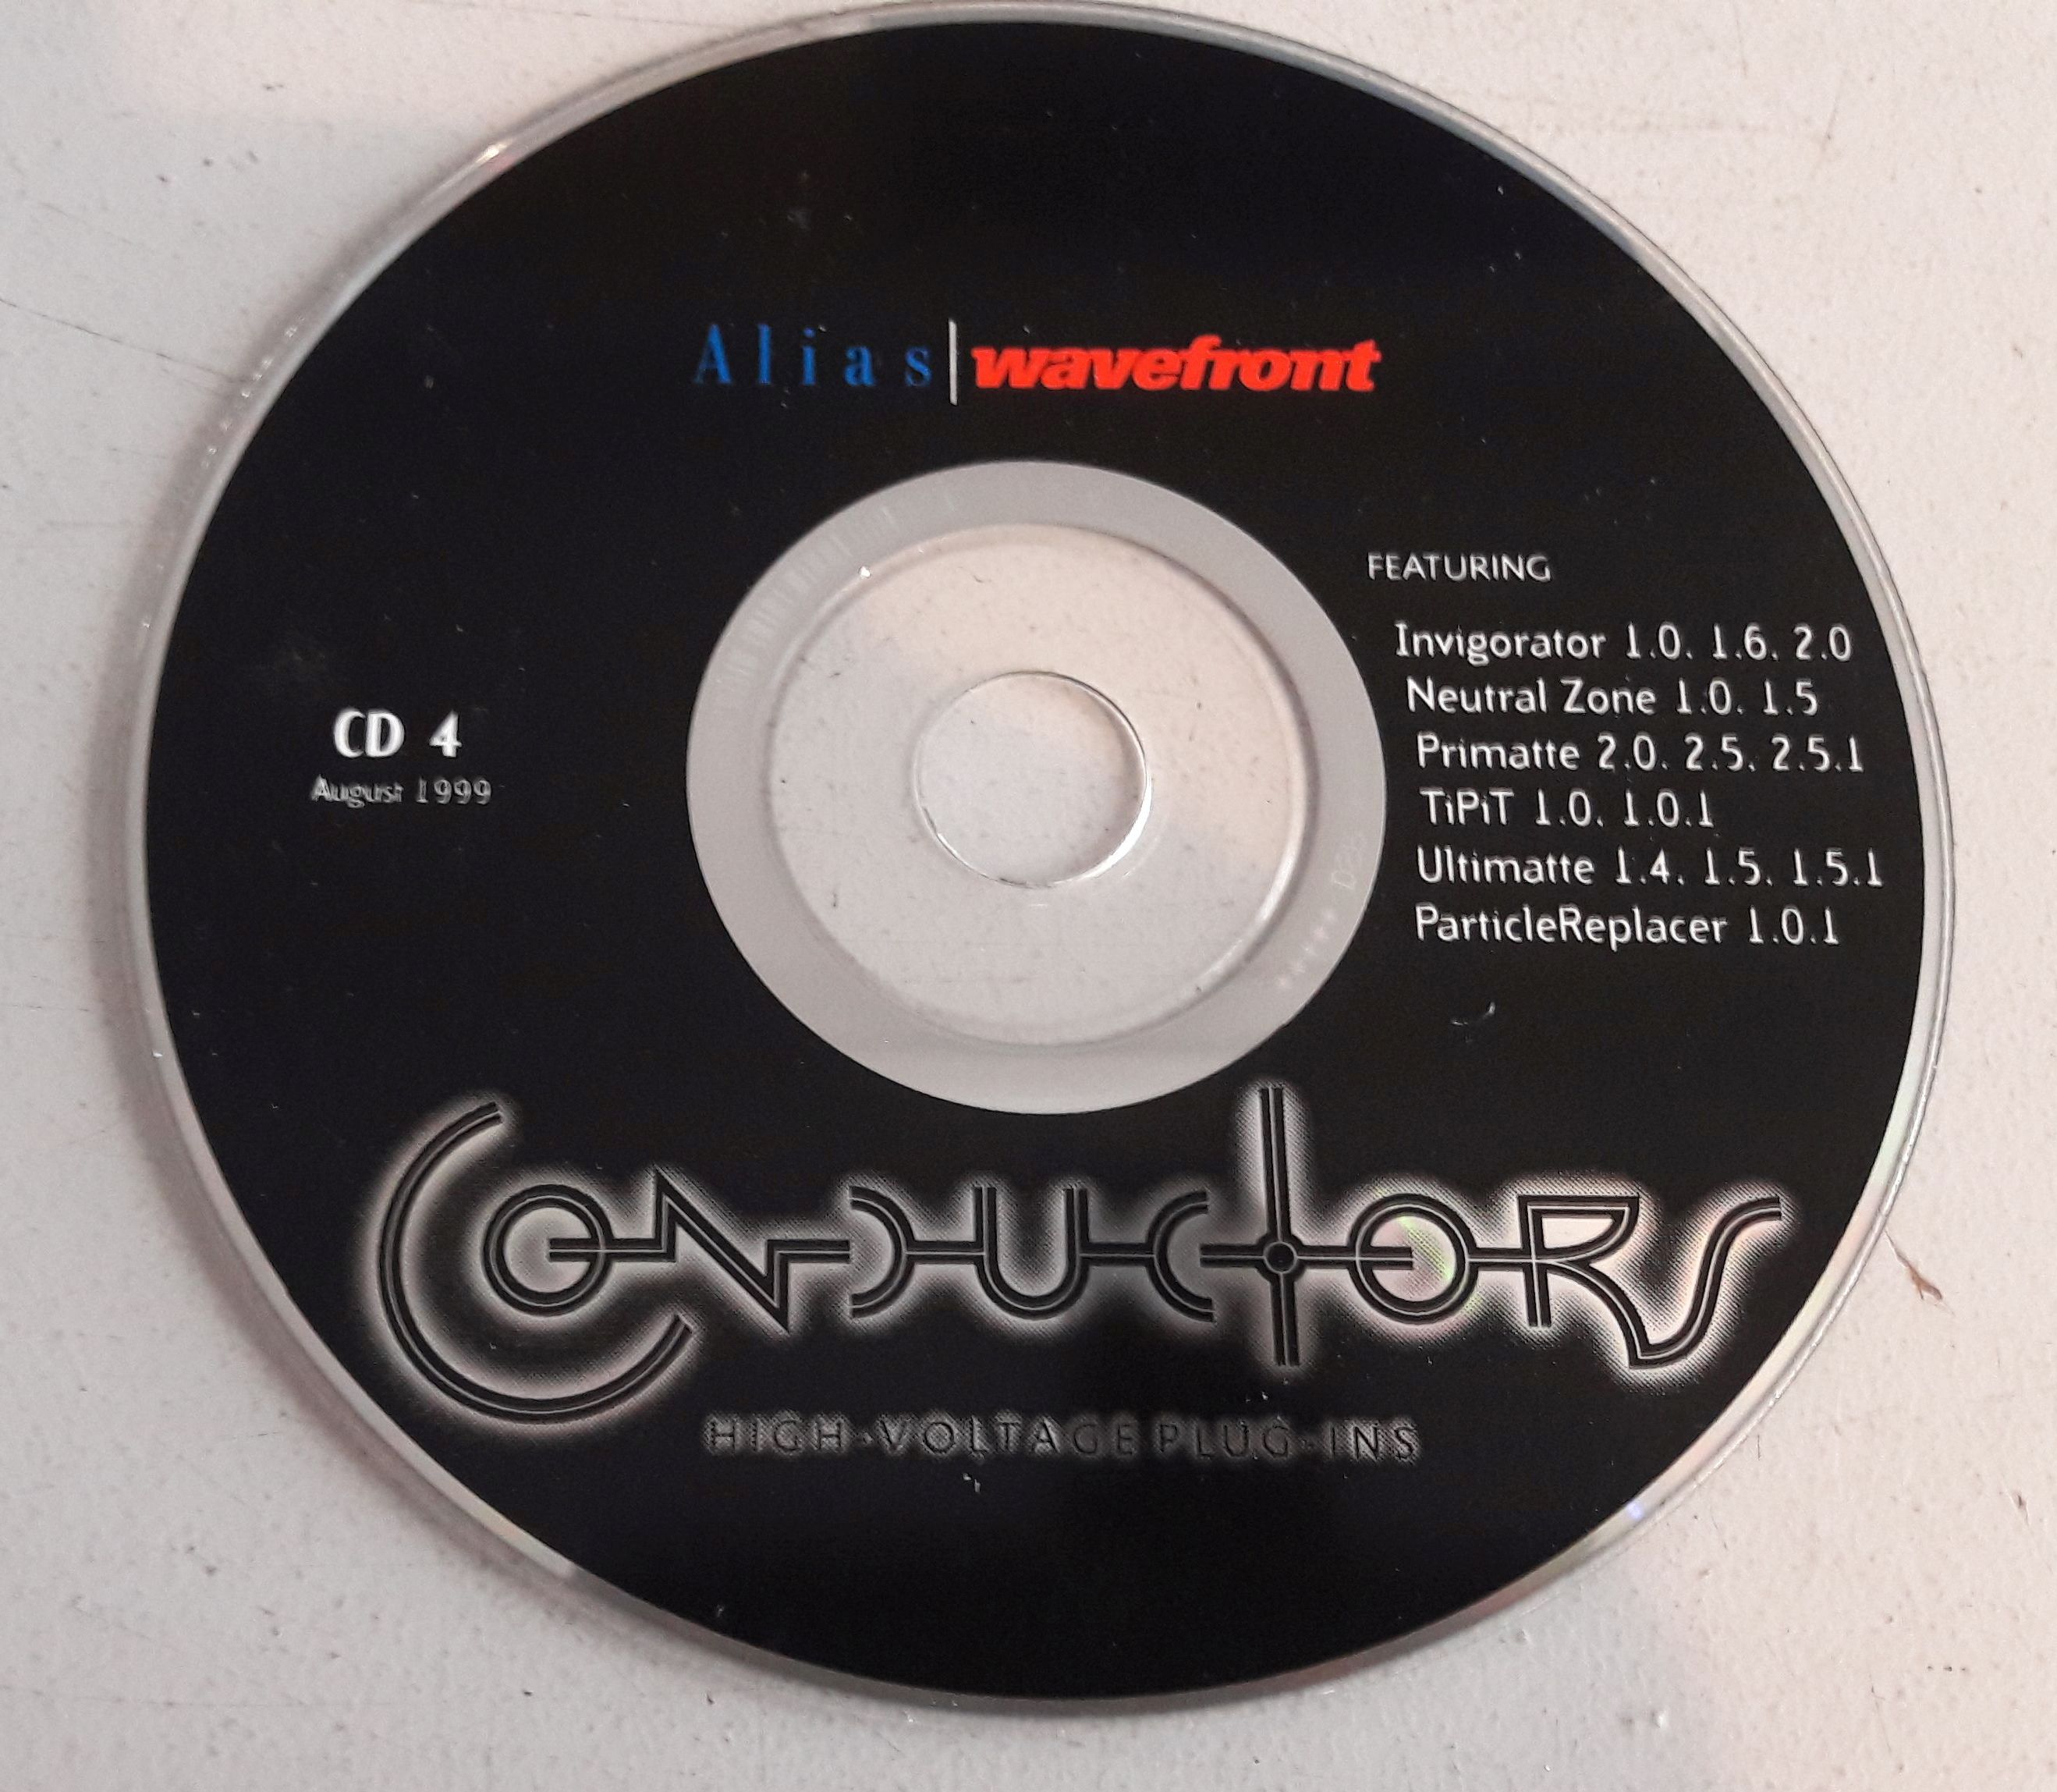 Alias|wavefront
FEATURING
Invigorator 1.0. 1.6. 2.0
Neutral Zone 1.0. 1.5
Primatte 2.0. 2.5. 2.5.1
TiPiT 1.0. 1.0.1
Ultimatte 1.4. 1.5. 1.5.1
ParticleReplacer 1.0.1
CD 4
August 1999
CONDUCTORS
HIGH-VOLTAGE PLUG-INS